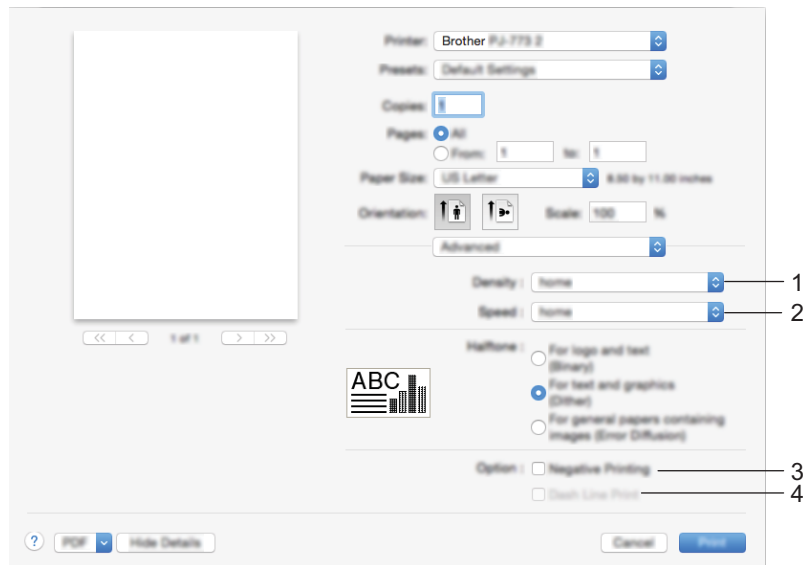 Printer: Brother PJ-773 2
Presets: Default Settings
Copies: 1
Pages: All
From: 1 to: 1
Paper Size: US Letter 8.50 by 11.00 inches
Orientation: Scale: 100 %
Advanced
Density : home 1
Speed : home 2
1 of 1
Halftone : For logo and text
(Binary)
ABC
For text and graphics
(Dither)
For general papers containing
images (Error Diffusion)
Option : Negative Printing 3
Dash Line Print 4
? PDF Hide Details Cancel Print